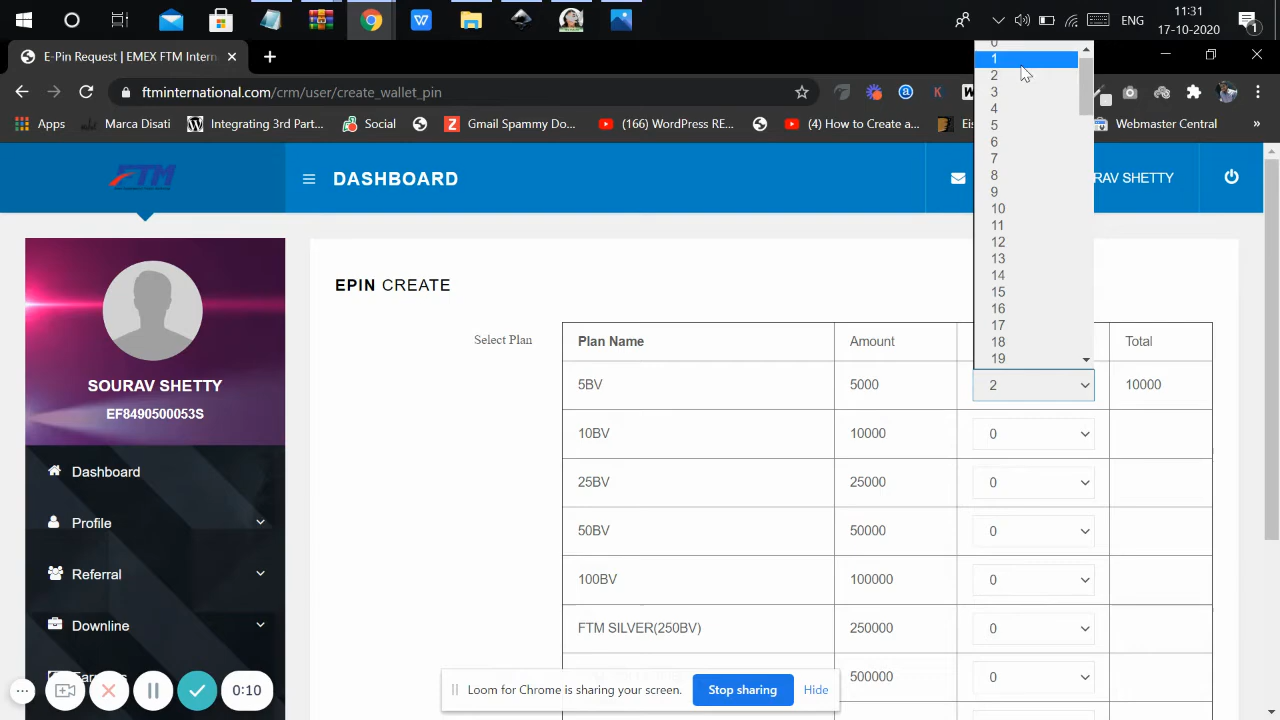 ENG
11:31
17-10-2020
1
E-Pin Request | EMEX FTM Intern
ftminternational.com/crm/user/create_wallet_pin
Apps
Marca Disati
Integrating 3rd Part...
Social
Gmail Spammy Do...
(166) WordPress RE...
(4) How to Create a...
Webmaster Central
»
FTM
DASHBOARD
RAV SHETTY
0
1
2
3
4
5
6
7
8
9
10
11
12
13
14
15
16
17
18
19
SOURAV SHETTY
EF8490500053S
Dashboard
Profile
Referral
Downline
EPIN CREATE
Select Plan
Plan Name Amount Total
5BV 5000 2 10000
10BV 10000 0
25BV 25000 0
50BV 50000 0
100BV 100000 0
FTM SILVER(250BV) 250000 0
500000 0
0
0:10
Loom for Chrome is sharing your screen.
Stop sharing
Hide